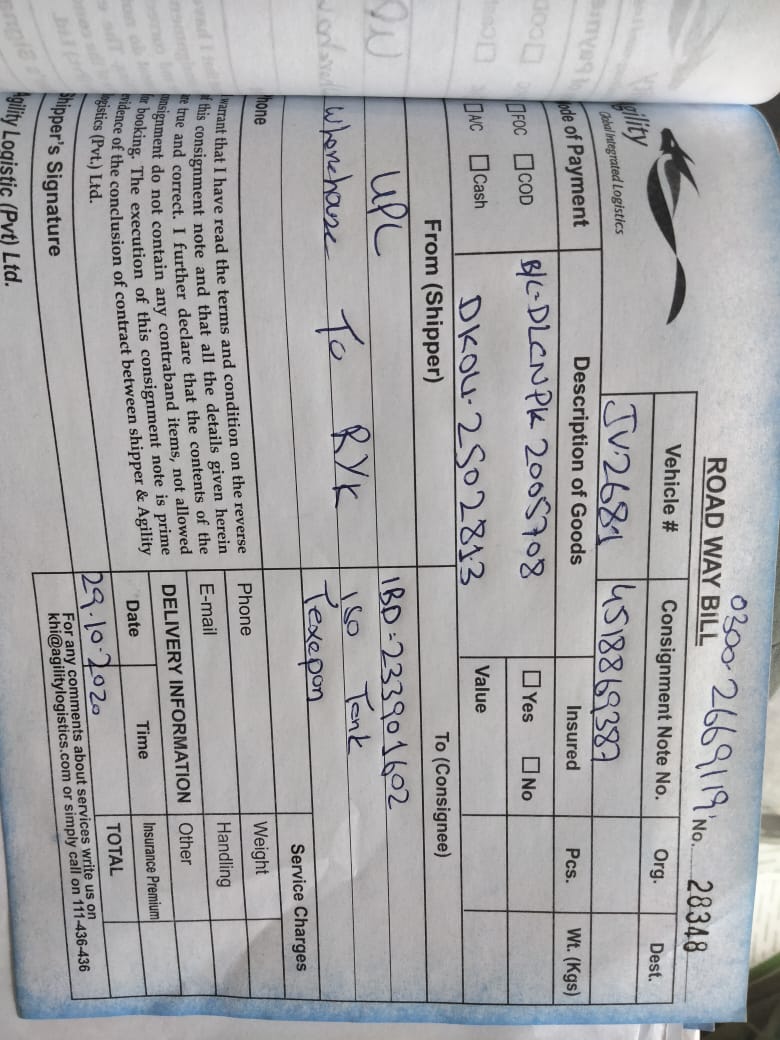 0300-2669119
ROAD WAY BILL
No. 28348
gility
Global Integrated Logistics
Vehicle #
Consignment Note No.
Org.
Dest.
JV-2681
4518869387
ode of Payment
Description of Goods
Insured
Pcs.
Wt. (Kgs)
FOC COD
B/L-DLCNPK 2005708
Yes No
A/C Cash
DKOU-2502813
Value
From (Shipper)
To (Consignee)
UPL
IBD-233901602
Wherehouse To RYK
ISO Tank
Texapon
Service Charges
hone
Phone
Weight
E-mail
Handling
DELIVERY INFORMATION
Other
Date
Time
Insurance Premium
29.10.2020
TOTAL
warrant that I have read the terms and condition on the reverse
f this consignment note and that all the details given herein
re true and correct. I further declare that the contents of the
onsignment do not contain any contraband items, not allowed
or booking. The execution of this consignment note is prime
vidence of the conclusion of contract between shipper & Agility
ogistics (Pvt.) Ltd.
For any comments about services write us on
khi@agilitylogistics.com or simply call on 111-436-436
hipper's Signature
gility Logistic (Pvt) Ltd.